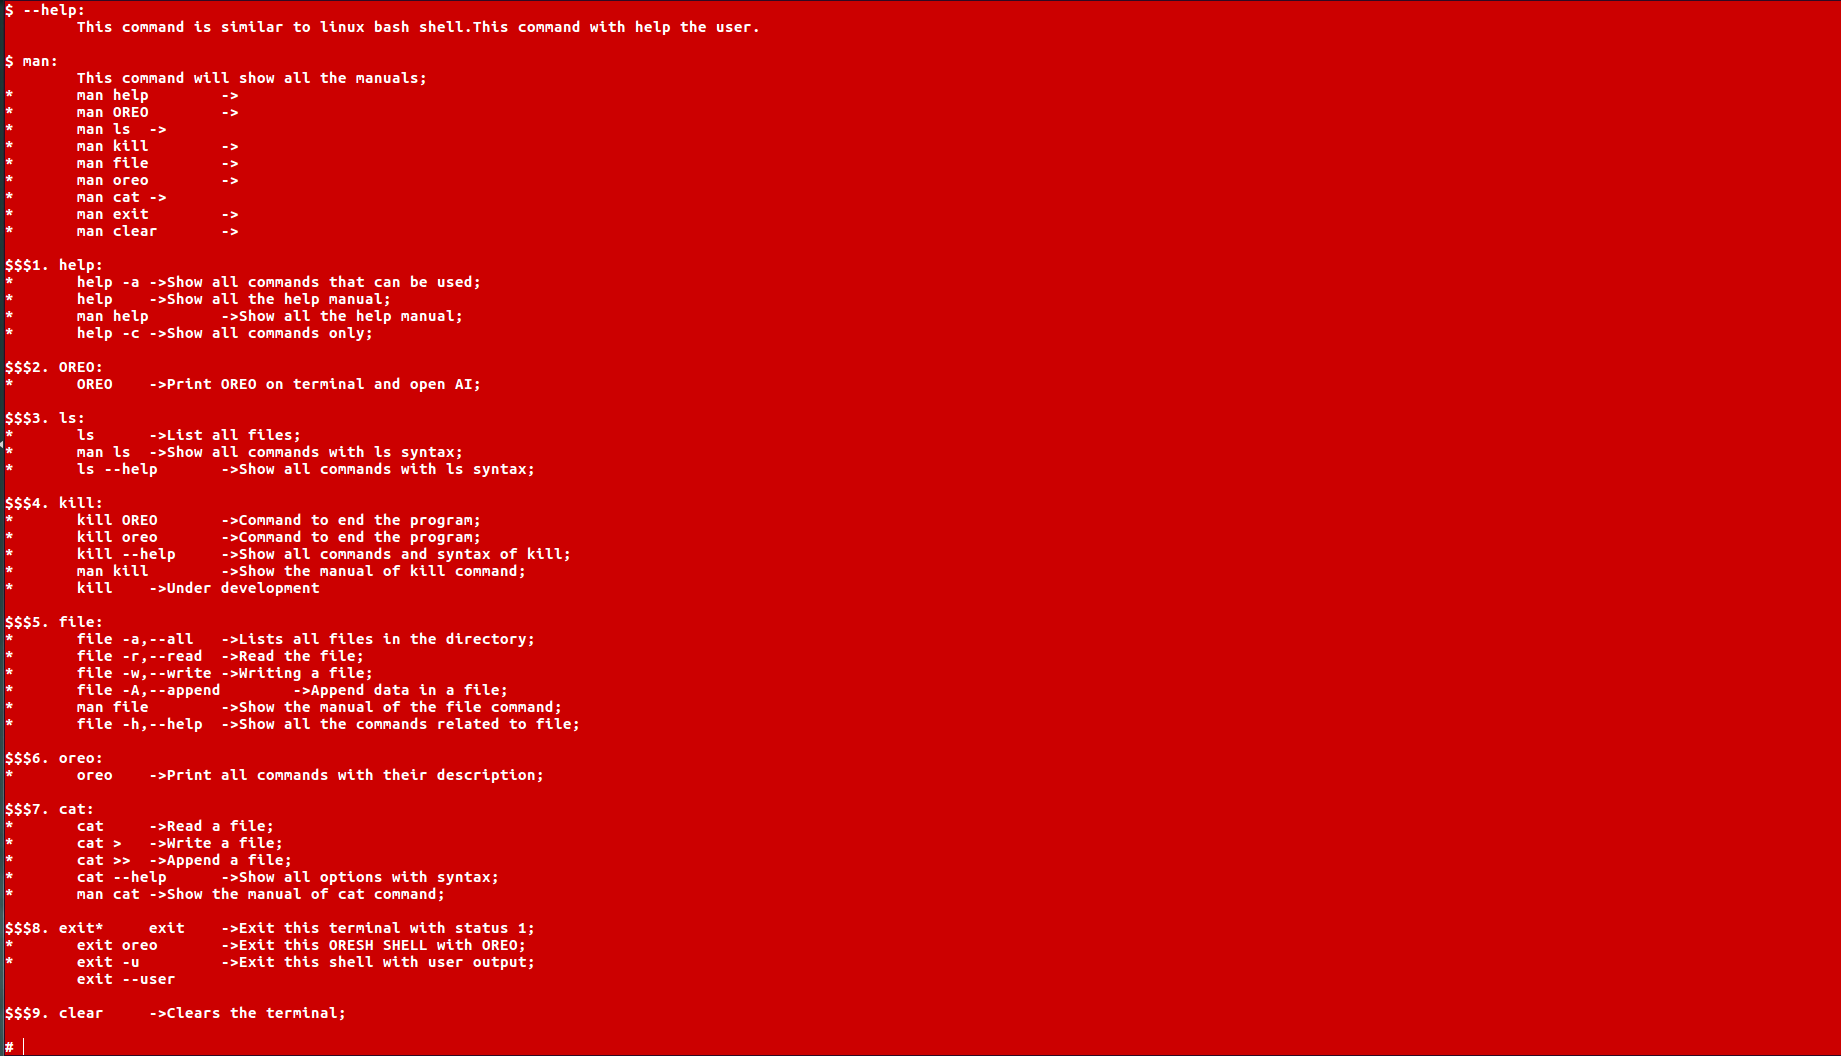 $ --help:
This command is similar to linux bash shell.This command with help the user.
$ man:
This command will show all the manuals;
* man help ->
* man OREO ->
* man ls ->
* man kill ->
* man file ->
* man oreo ->
* man cat ->
* man exit ->
* man clear ->
$$$1. help:
* help -a ->Show all commands that can be used;
* help ->Show all the help manual;
* man help ->Show all the help manual;
* help -c ->Show all commands only;
$$$2. OREO:
* OREO ->Print OREO on terminal and open AI;
$$$3. ls:
* ls ->List all files;
* man ls ->Show all commands with ls syntax;
* ls --help ->Show all commands with ls syntax;
$$$4. kill:
* kill OREO ->Command to end the program;
* kill oreo ->Command to end the program;
* kill --help ->Show all commands and syntax of kill;
* man kill ->Show the manual of kill command;
* kill ->Under development
$$$5. file:
* file -a,--all ->Lists all files in the directory;
* file -r,--read ->Read the file;
* file -w,--write ->Writing a file;
* file -A,--append ->Append data in a file;
* man file ->Show the manual of the file command;
* file -h,--help ->Show all the commands related to file;
$$$6. oreo:
* oreo ->Print all commands with their description;
$$$7. cat:
* cat ->Read a file;
* cat > ->Write a file;
* cat >> ->Append a file;
* cat --help ->Show all options with syntax;
* man cat ->Show the manual of cat command;
$$$8. exit* exit ->Exit this terminal with status 1;
* exit oreo ->Exit this ORESH SHELL with OREO;
* exit -u ->Exit this shell with user output;
exit --user
$$$9. clear ->Clears the terminal;
#